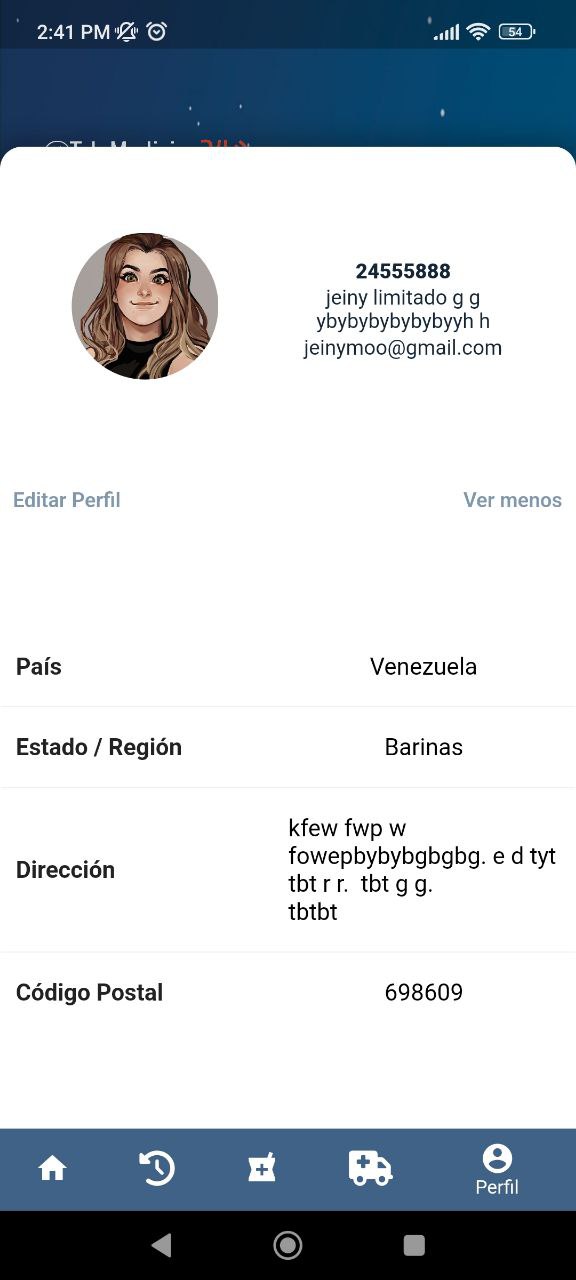 2:41 PM
54
24555888
jeiny limitado g g
ybybybybybybyyh h
jeinymoo@gmail.com
Editar Perfil
Ver menos
País
Venezuela
Estado / Región
Barinas
Dirección
kfew fwp w
fowepbybybgbgbg. e d tyt
tbt r r.  tbt g g.
tbtbt
Código Postal
698609
Perfil